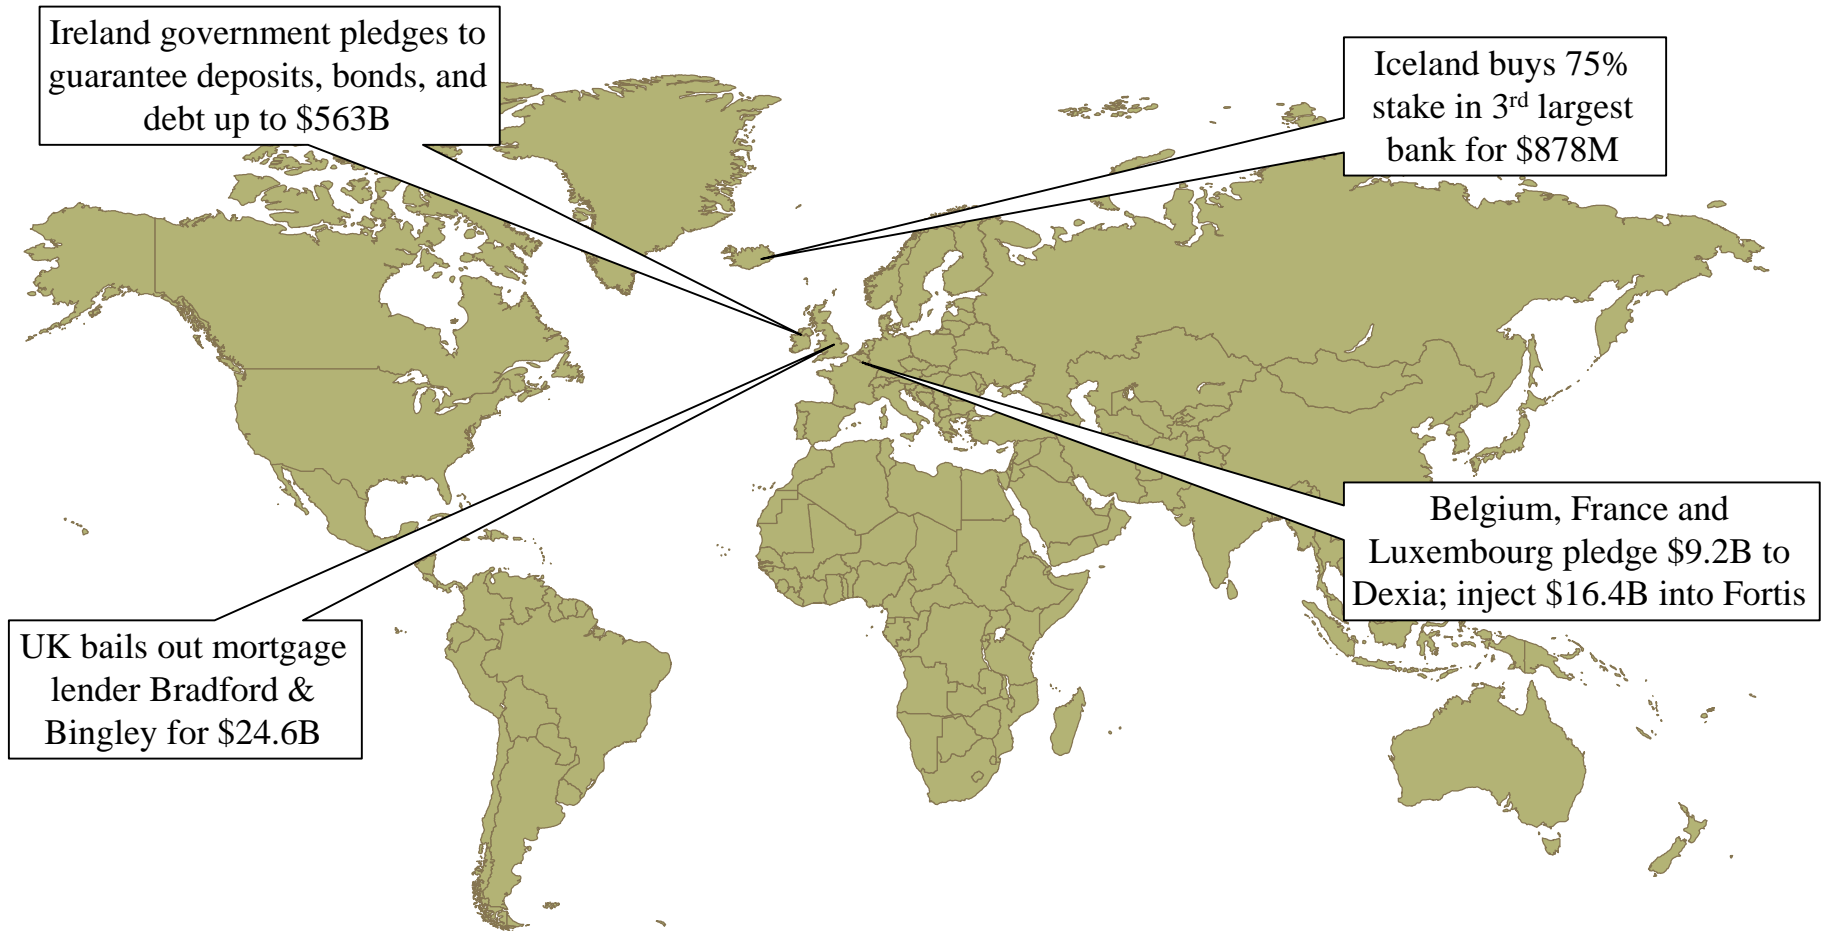 Ireland government pledges to
guarantee deposits, bonds, and
debt up to $563B
Iceland buys 75%
stake in 3rd largest
bank for $878M
Belgium, France and
Luxembourg pledge $9.2B to
Dexia; inject $16.4B into Fortis
UK bails out mortgage
lender Bradford &
Bingley for $24.6B